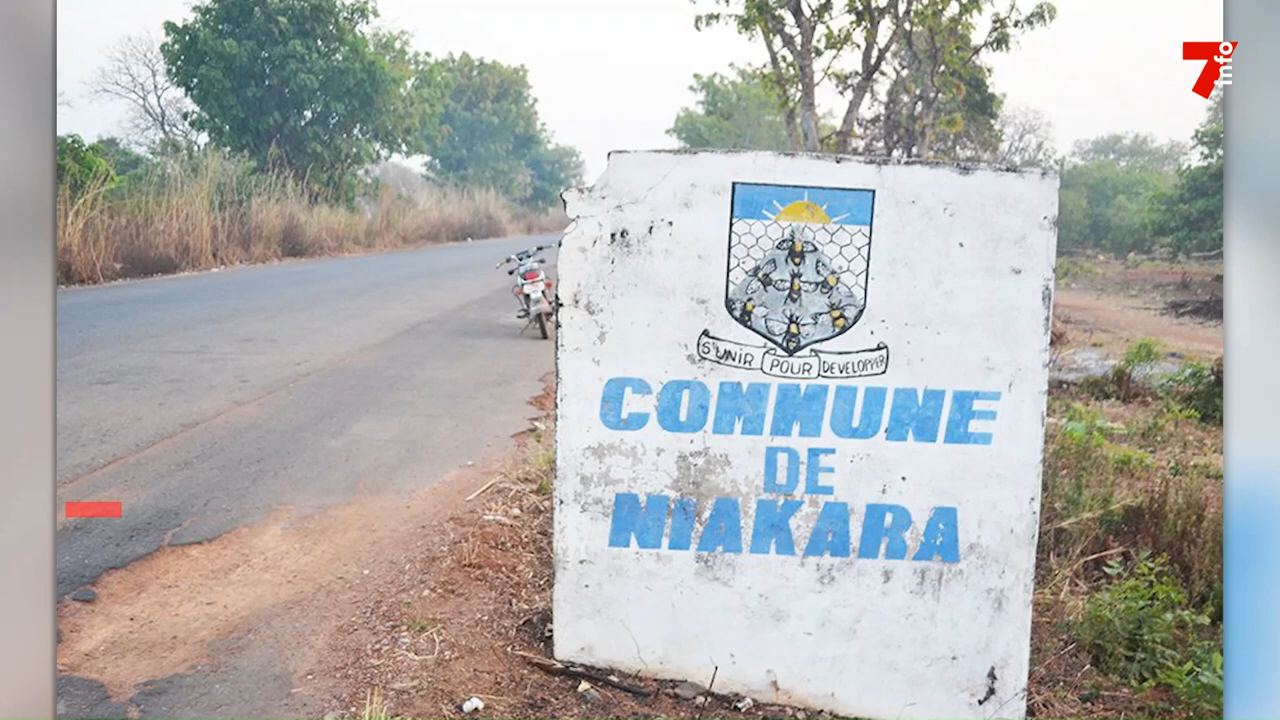 7info
S'UNIR POUR DEVELOPPER
COMMUNE
DE
NIAKARA